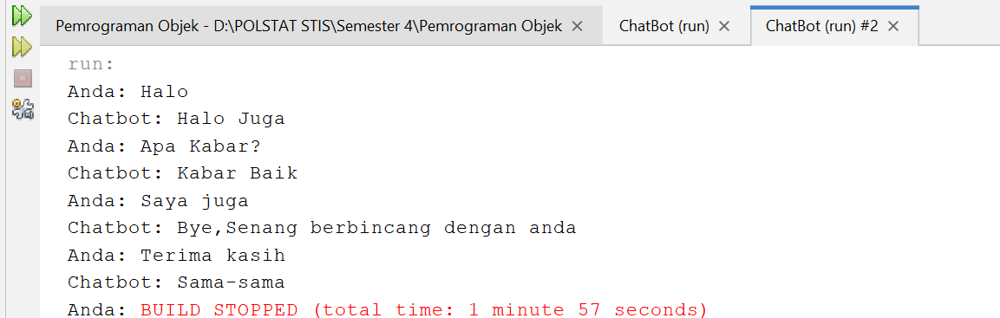 Pemrograman Objek - D:\POLSTAT STIS\Semester 4\Pemrograman Objek × ChatBot (run) × ChatBot (run) #2 ×
run:
Anda: Halo
Chatbot: Halo Juga
Anda: Apa Kabar?
Chatbot: Kabar Baik
Anda: Saya juga
Chatbot: Bye,Senang berbincang dengan anda
Anda: Terima kasih
Chatbot: Sama-sama
Anda: BUILD STOPPED (total time: 1 minute 57 seconds)